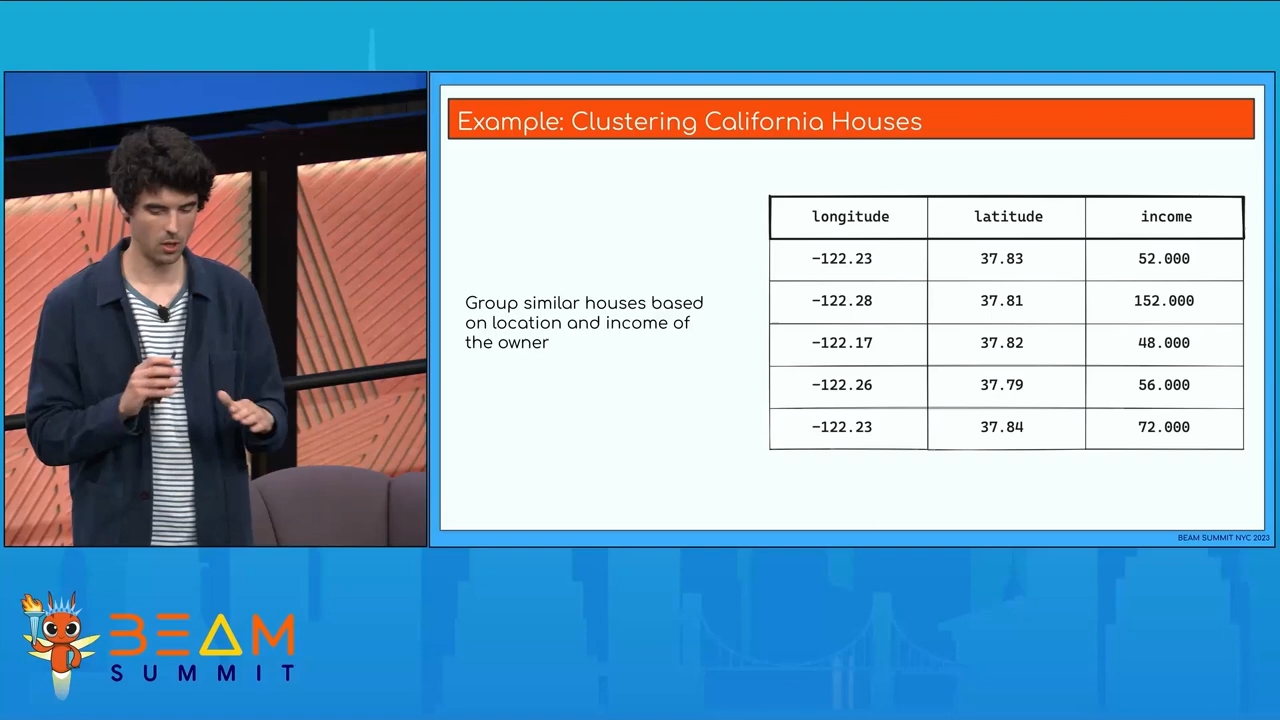 Example: Clustering California Houses
Group similar houses based
on location and income of
the owner
longitude latitude income
-122.23 37.83 52.000
-122.28 37.81 152.000
-122.17 37.82 48.000
-122.26 37.79 56.000
-122.23 37.84 72.000
BEAM SUMMIT NYC 2023
BEAM
SUMMIT